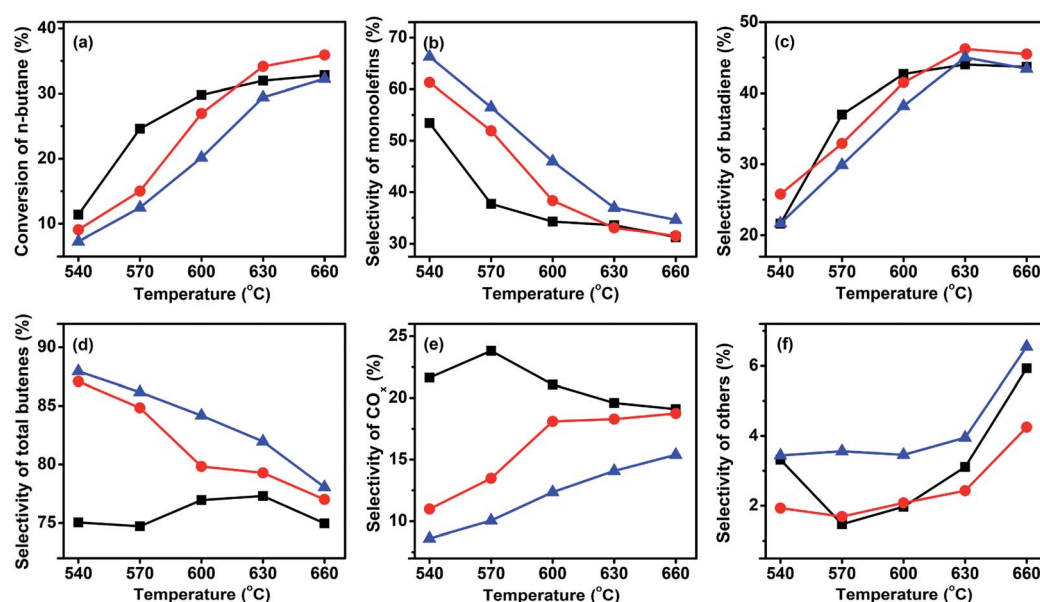 (a)
Conversion of n-butane (%)
40
30
20
10
540 570 600 630 660
Temperature (°C)
(b)
Selectivity of monoolefins (%)
70
60
50
40
30
540 570 600 630 660
Temperature (°C)
(c)
Selectivity of butadiene (%)
50
40
30
20
540 570 600 630 660
Temperature (°C)
(d)
Selectivity of total butenes (%)
90
85
80
75
540 570 600 630 660
Temperature (°C)
(e)
Selectivity of COₓ (%)
25
20
15
10
540 570 600 630 660
Temperature (°C)
(f)
Selectivity of others (%)
6
4
2
540 570 600 630 660
Temperature (°C)